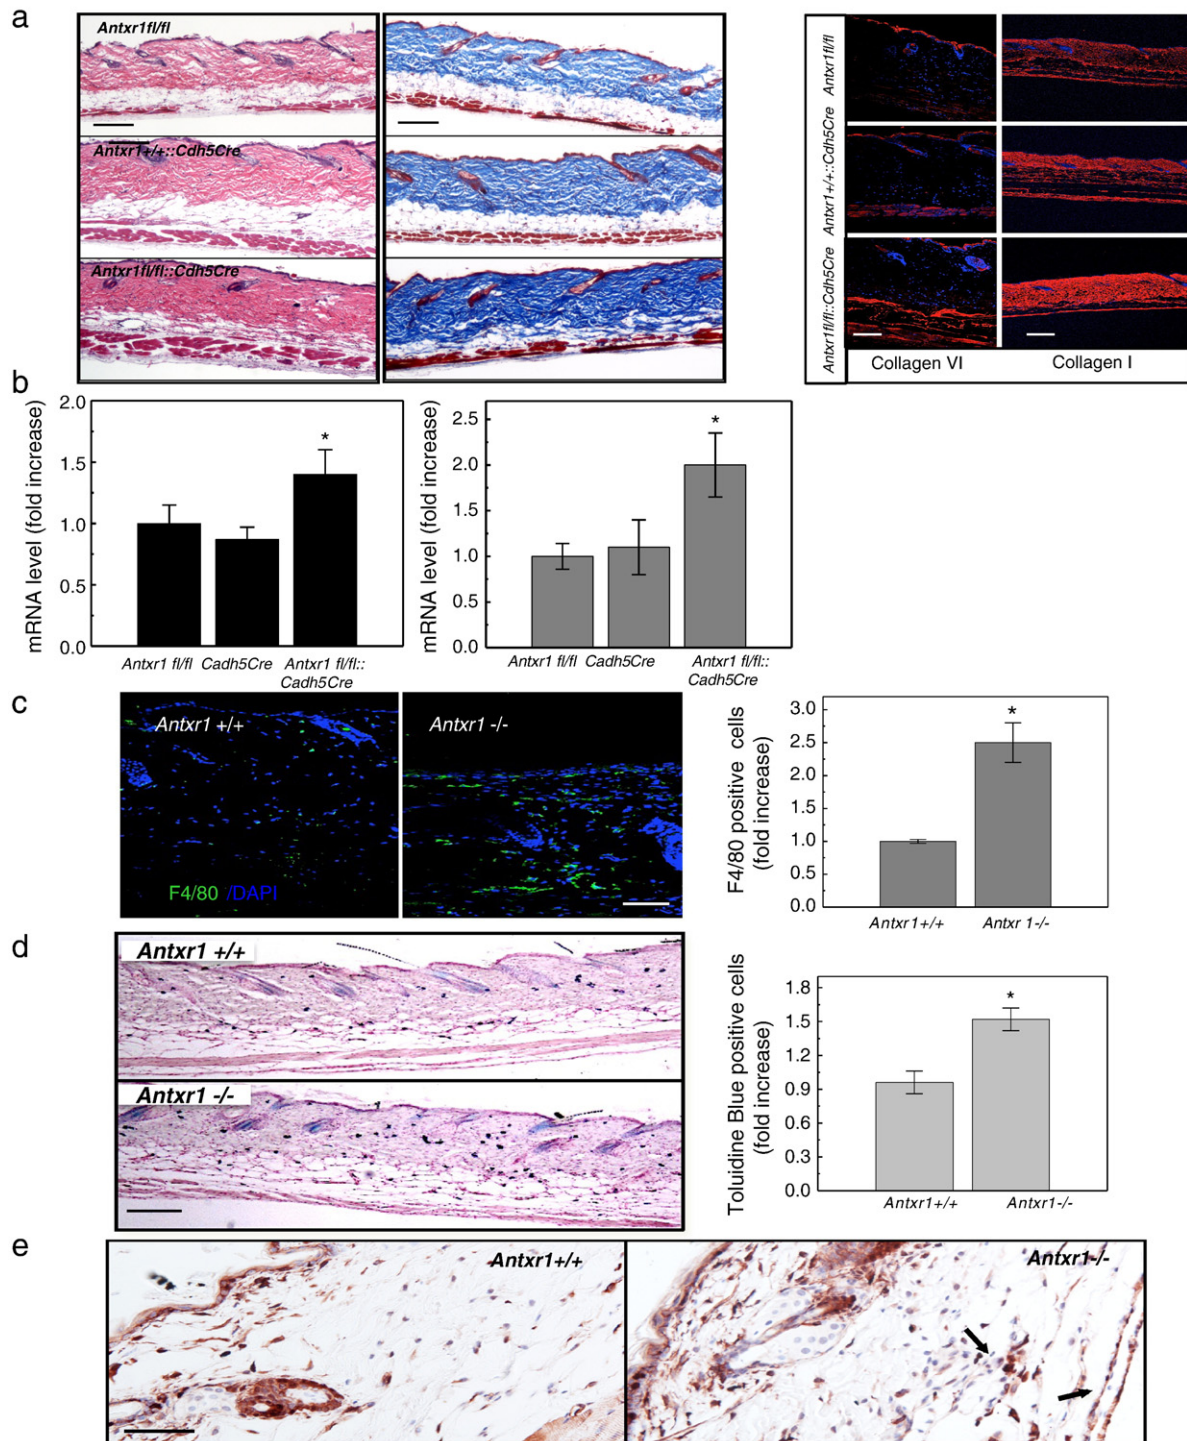 a
Antxr1fl/fl
Antxr1+/+::Cdh5Cre
Antxr1fl/fl::Cdh5Cre
Antxr1fl/fl
Antxr1+/+::Cdh5Cre
Antxr1fl/fl::Cdh5Cre
Collagen VI
Collagen I
b
mRNA level (fold increase)
2.0
1.5
1.0
0.5
0.0
*
Antxr1 fl/fl
Cadh5Cre
Antxr1 fl/fl::
Cadh5Cre
mRNA level (fold increase)
2.5
2.0
1.5
1.0
0.5
0.0
*
Antxr1 fl/fl
Cadh5Cre
Antxr1 fl/fl::
Cadh5Cre
c
Antxr1 +/+
F4/80 /DAPI
Antxr1 -/-
F4/80 positive cells
(fold increase)
3.0
2.5
2.0
1.5
1.0
0.5
0.0
*
Antxr1+/+
Antxr 1-/-
d
Antxr1 +/+
Antxr1 -/-
Toluidine Blue positive cells
(fold increase)
1.8
1.5
1.2
0.9
0.6
0.3
0.0
*
Antxr1+/+
Antxr1-/-
e
Antxr1+/+
Antxr1-/-